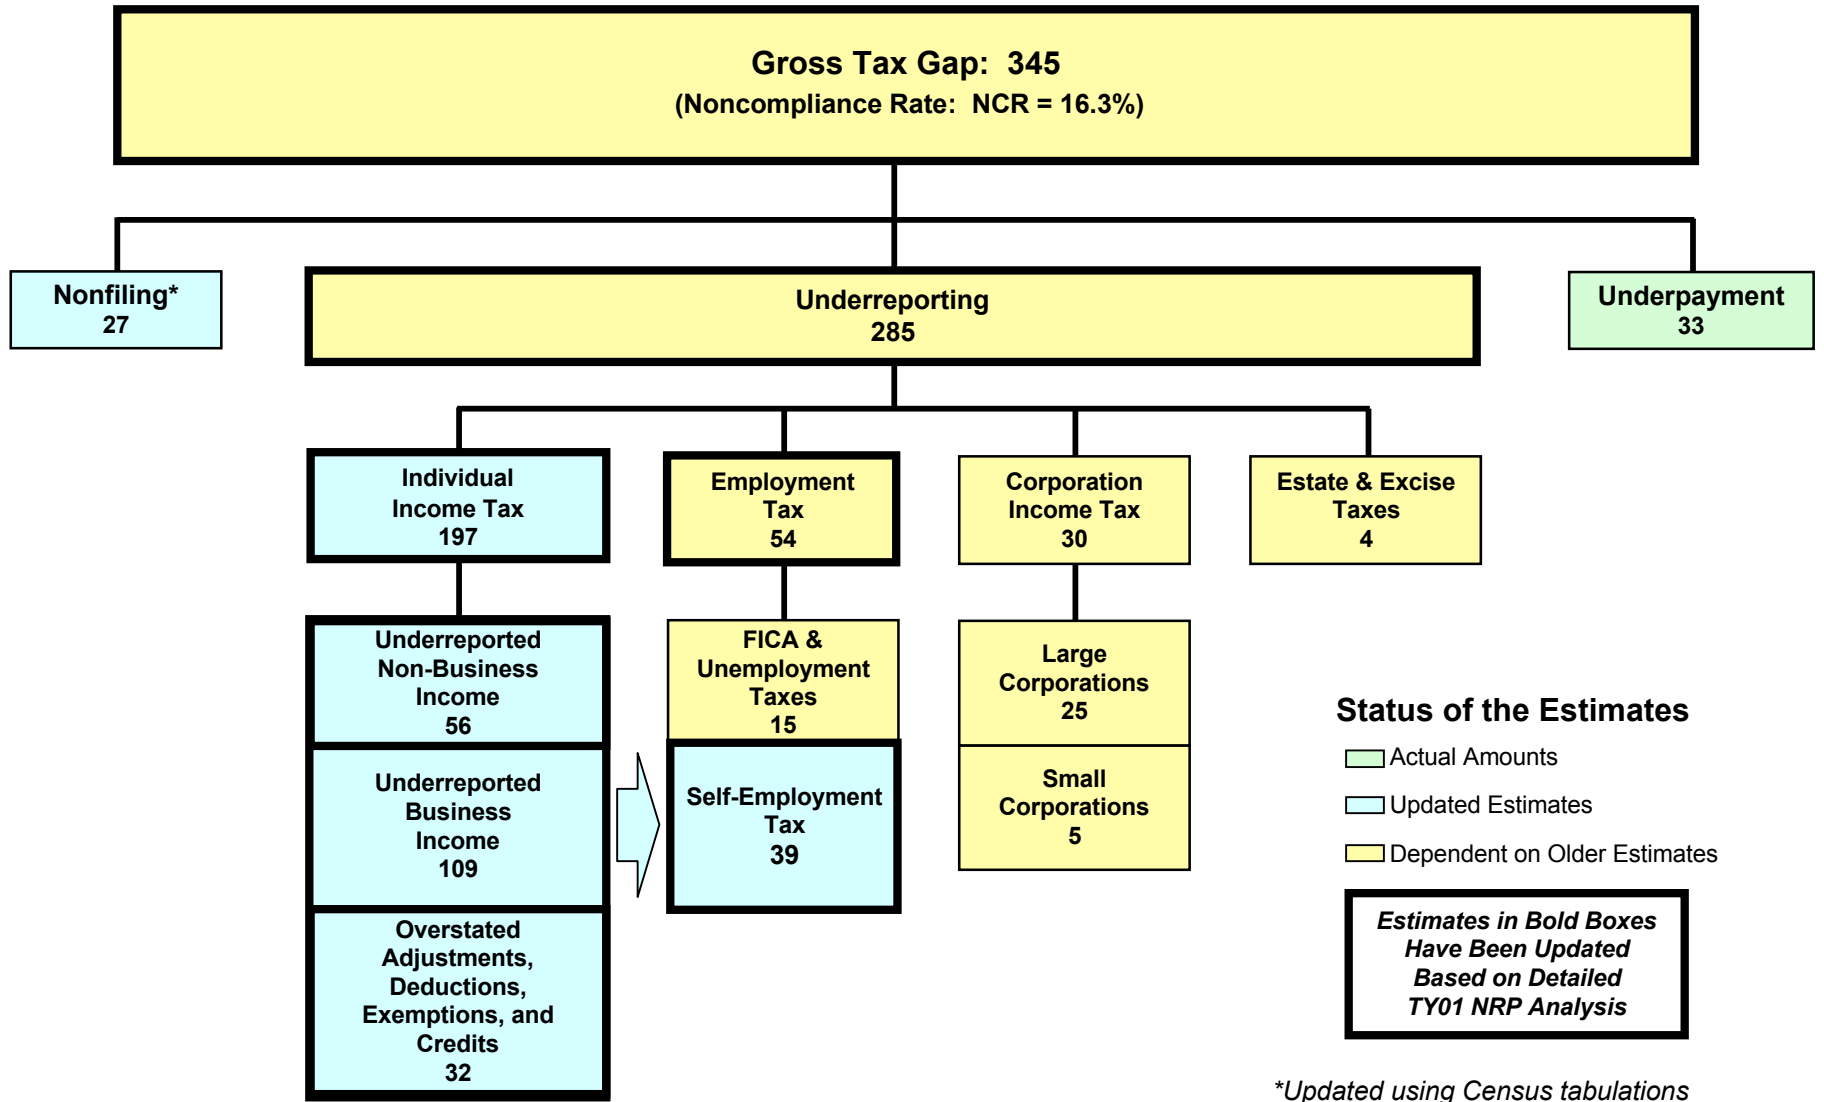 Gross Tax Gap: 345
(Noncompliance Rate: NCR = 16.3%)
Nonfiling*
27
Underreporting
285
Underpayment
33
Individual
Income Tax
197
Employment
Tax
54
Corporation
Income Tax
30
Estate & Excise
Taxes
4
Underreported
Non-Business
Income
56
Underreported
Business
Income
109
Overstated
Adjustments,
Deductions,
Exemptions, and
Credits
32
FICA &
Unemployment
Taxes
15
Self-Employment
Tax
39
Large
Corporations
25
Small
Corporations
5
Status of the Estimates
Actual Amounts
Updated Estimates
Dependent on Older Estimates
Estimates in Bold Boxes
Have Been Updated
Based on Detailed
TY01 NRP Analysis
*Updated using Census tabulations